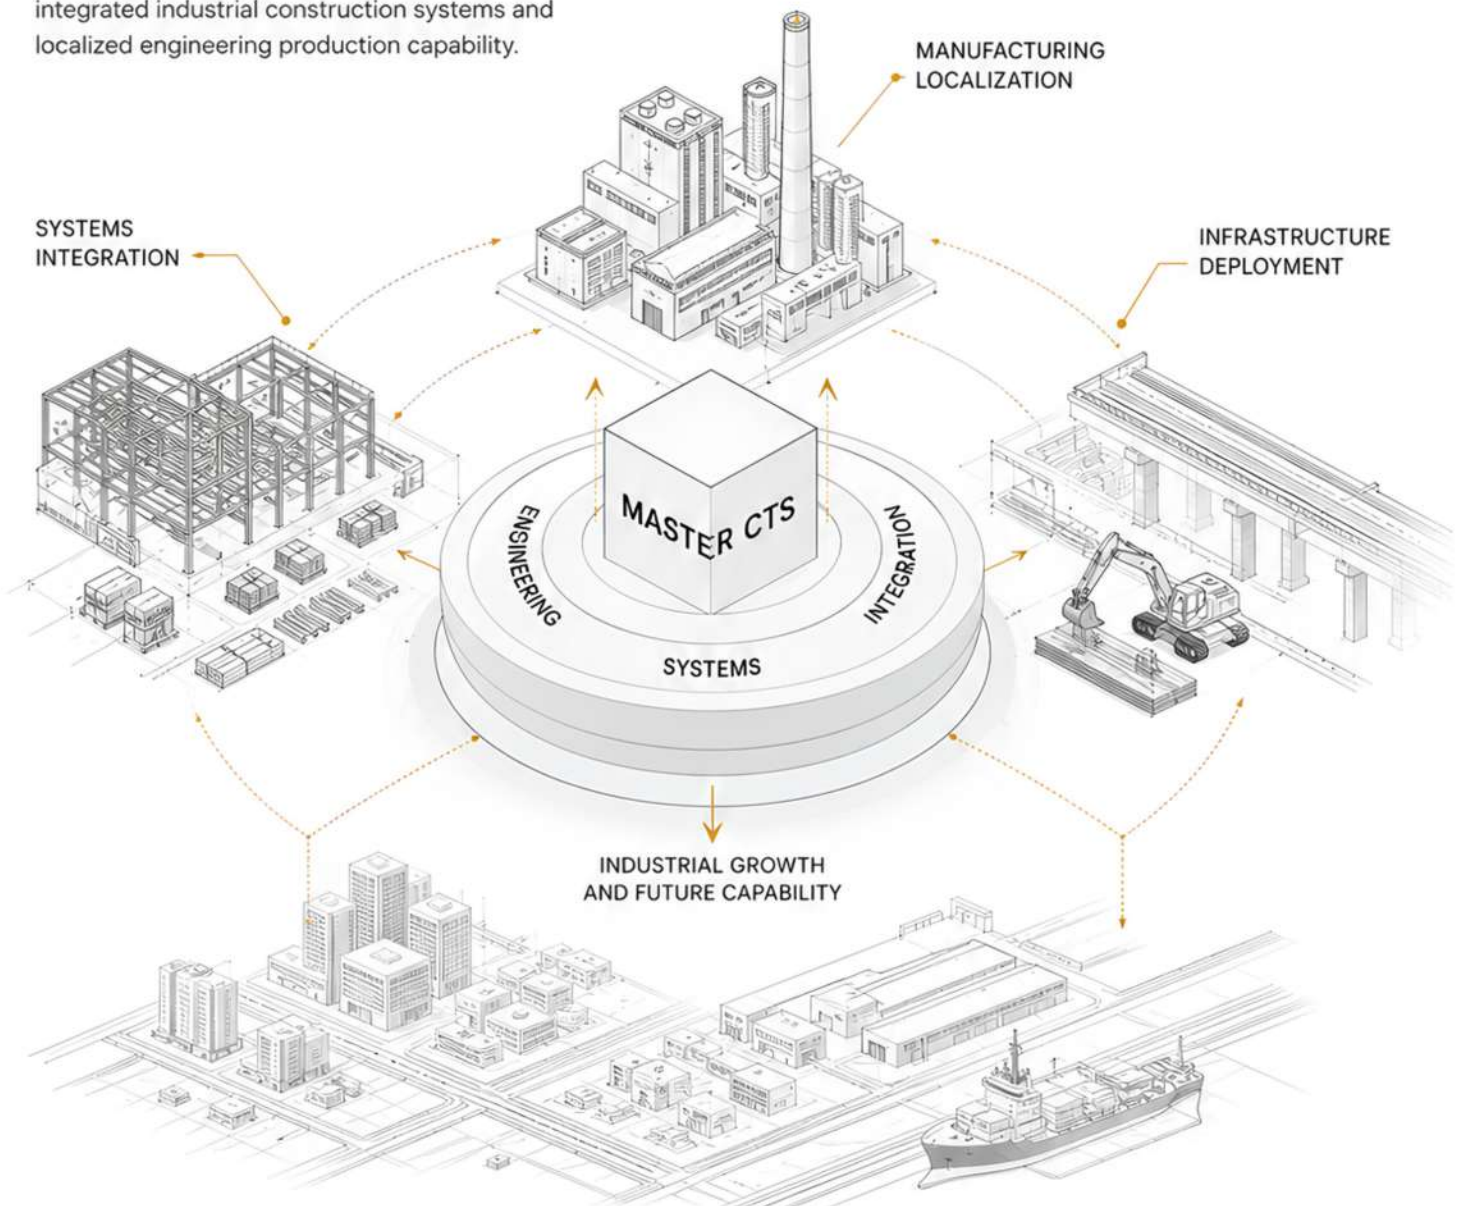 integrated industrial construction systems and
localized engineering production capability.
MANUFACTURING
LOCALIZATION
SYSTEMS
INTEGRATION
INFRASTRUCTURE
DEPLOYMENT
MASTER CTS
ENGINEERING
INTEGRATION
SYSTEMS
INDUSTRIAL GROWTH
AND FUTURE CAPABILITY